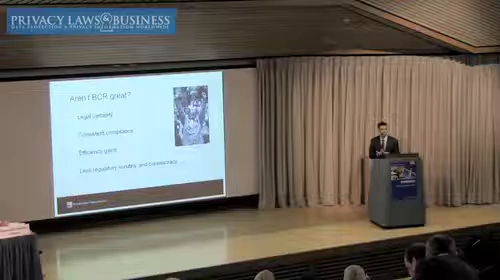 PRIVACY LAWS & BUSINESS
DATA PROTECTION & PRIVACY INFORMATION WORLDWIDE
Aren't BCR great?
Legal certainty
Consistent compliance
Efficiency gains
Less regulatory scrutiny and bureaucracy